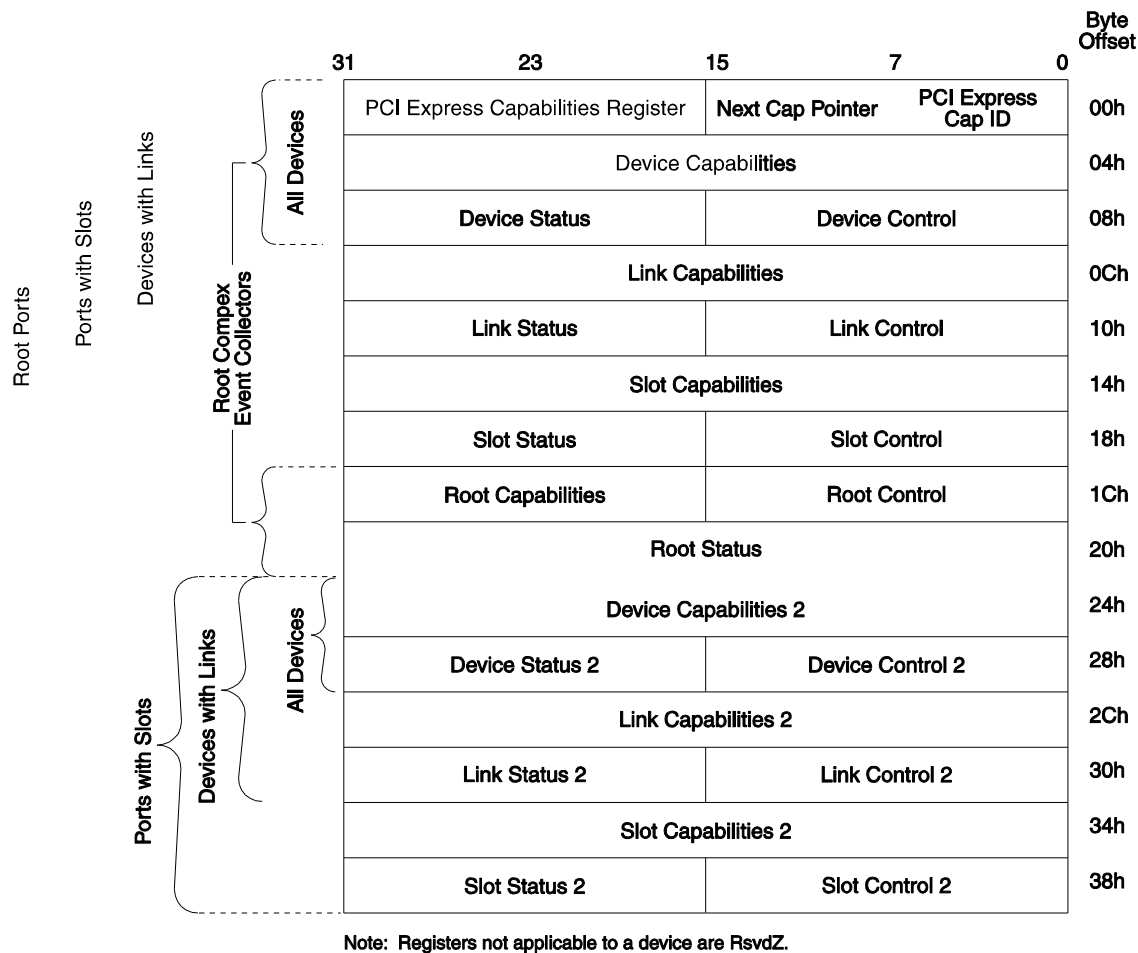 Byte
Offset
31 23 15 7 0
PCI Express Capabilities Register Next Cap Pointer PCI Express
Cap ID 00h
Device Capabilities 04h
Device Status Device Control 08h
Link Capabilities 0Ch
Link Status Link Control 10h
Slot Capabilities 14h
Slot Status Slot Control 18h
Root Capabilities Root Control 1Ch
Root Status 20h
Device Capabilities 2 24h
Device Status 2 Device Control 2 28h
Link Capabilities 2 2Ch
Link Status 2 Link Control 2 30h
Slot Capabilities 2 34h
Slot Status 2 Slot Control 2 38h
Root Ports
Ports with Slots
Devices with Links
Root Compex
Event Collectors
All Devices
Ports with Slots
Devices with Links
All Devices
Note: Registers not applicable to a device are RsvdZ.